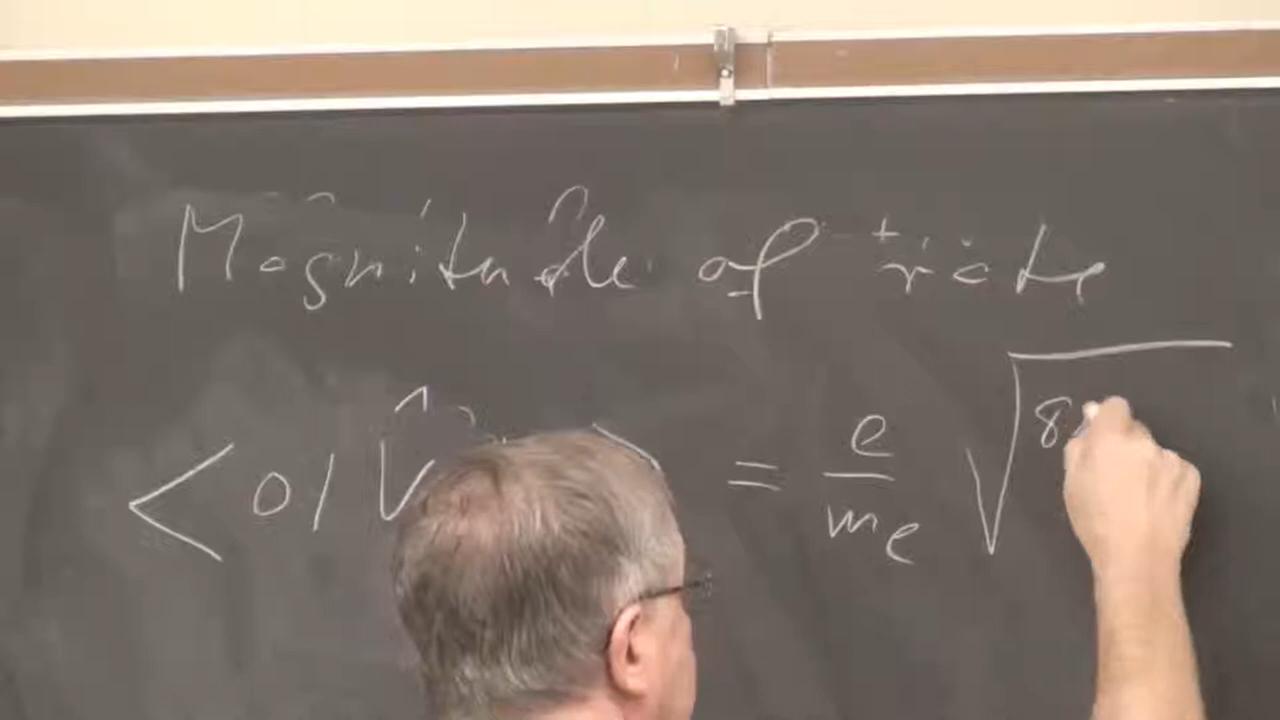 Magnitude of rate
<0|V̂ = e/mₑ √8